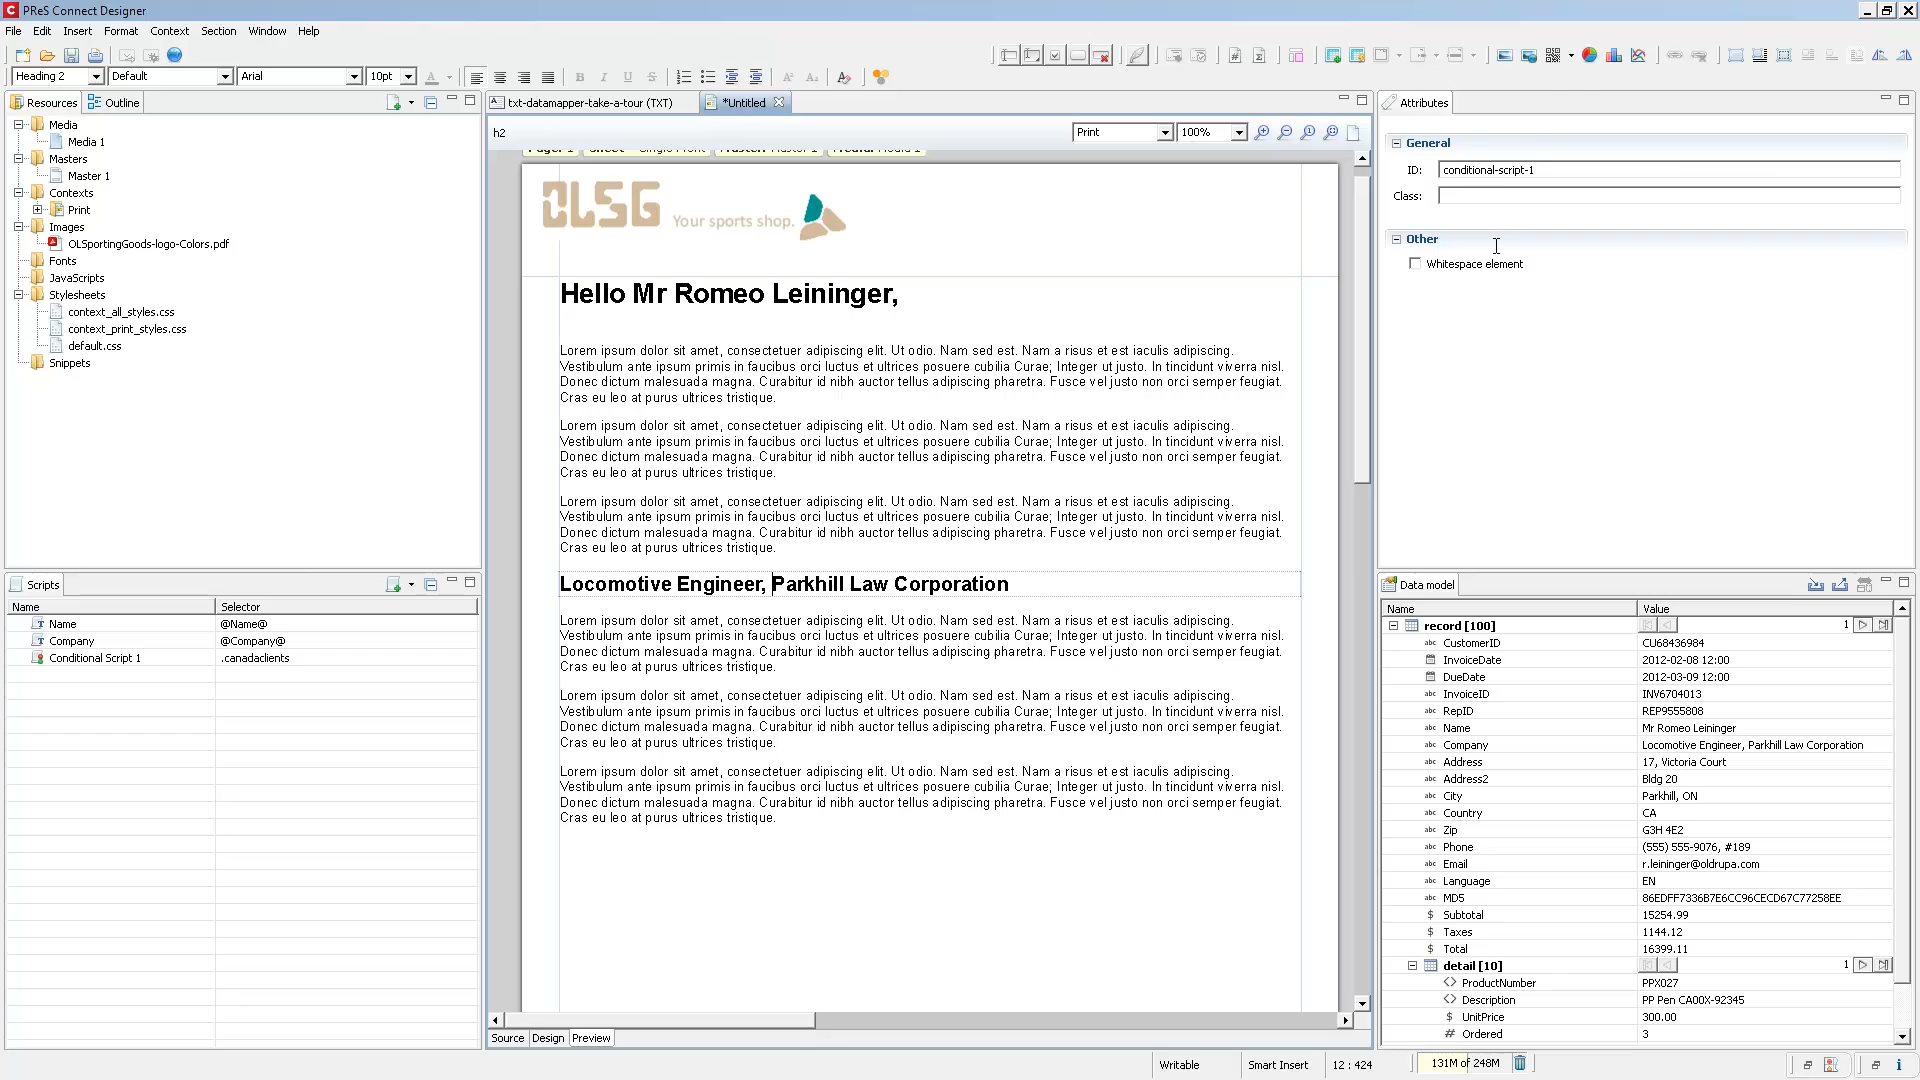 PReS Connect Designer
File Edit Insert Format Context Section Window Help
Heading 2 Default Arial 10pt
Resources Outline
Media
Media 1
Masters
Master 1
Contexts
Print
Images
OLSportingGoods-logo-Colors.pdf
Fonts
JavaScripts
Stylesheets
context_all_styles.css
context_print_styles.css
default.css
Snippets
Scripts
Name Selector
Name @Name@
Company @Company@
Conditional Script 1 .canadaclients
txt-datamapper-take-a-tour (TXT) *Untitled
h2 Print 100%
OLSG Your sports shop.
Hello Mr Romeo Leininger,
Lorem ipsum dolor sit amet, consectetuer adipiscing elit. Ut odio. Nam sed est. Nam a risus et est iaculis adipiscing.
Vestibulum ante ipsum primis in faucibus orci luctus et ultrices posuere cubilia Curae; Integer ut justo. In tincidunt viverra nisl.
Donec dictum malesuada magna. Curabitur id nibh auctor tellus adipiscing pharetra. Fusce vel justo non orci semper feugiat.
Cras eu leo at purus ultrices tristique.
Lorem ipsum dolor sit amet, consectetuer adipiscing elit. Ut odio. Nam sed est. Nam a risus et est iaculis adipiscing.
Vestibulum ante ipsum primis in faucibus orci luctus et ultrices posuere cubilia Curae; Integer ut justo. In tincidunt viverra nisl.
Donec dictum malesuada magna. Curabitur id nibh auctor tellus adipiscing pharetra. Fusce vel justo non orci semper feugiat.
Cras eu leo at purus ultrices tristique.
Lorem ipsum dolor sit amet, consectetuer adipiscing elit. Ut odio. Nam sed est. Nam a risus et est iaculis adipiscing.
Vestibulum ante ipsum primis in faucibus orci luctus et ultrices posuere cubilia Curae; Integer ut justo. In tincidunt viverra nisl.
Donec dictum malesuada magna. Curabitur id nibh auctor tellus adipiscing pharetra. Fusce vel justo non orci semper feugiat.
Cras eu leo at purus ultrices tristique.
Locomotive Engineer, Parkhill Law Corporation
Lorem ipsum dolor sit amet, consectetuer adipiscing elit. Ut odio. Nam sed est. Nam a risus et est iaculis adipiscing.
Vestibulum ante ipsum primis in faucibus orci luctus et ultrices posuere cubilia Curae; Integer ut justo. In tincidunt viverra nisl.
Donec dictum malesuada magna. Curabitur id nibh auctor tellus adipiscing pharetra. Fusce vel justo non orci semper feugiat.
Cras eu leo at purus ultrices tristique.
Lorem ipsum dolor sit amet, consectetuer adipiscing elit. Ut odio. Nam sed est. Nam a risus et est iaculis adipiscing.
Vestibulum ante ipsum primis in faucibus orci luctus et ultrices posuere cubilia Curae; Integer ut justo. In tincidunt viverra nisl.
Donec dictum malesuada magna. Curabitur id nibh auctor tellus adipiscing pharetra. Fusce vel justo non orci semper feugiat.
Cras eu leo at purus ultrices tristique.
Lorem ipsum dolor sit amet, consectetuer adipiscing elit. Ut odio. Nam sed est. Nam a risus et est iaculis adipiscing.
Vestibulum ante ipsum primis in faucibus orci luctus et ultrices posuere cubilia Curae; Integer ut justo. In tincidunt viverra nisl.
Donec dictum malesuada magna. Curabitur id nibh auctor tellus adipiscing pharetra. Fusce vel justo non orci semper feugiat.
Cras eu leo at purus ultrices tristique.
Source Design Preview
Attributes
General
ID: conditional-script-1
Class:
Other
Whitespace element
Data model
Name Value
record [100] 1
CustomerID CU68436984
InvoiceDate 2012-02-08 12:00
DueDate 2012-03-09 12:00
InvoiceID INV6704013
RepID REP9555808
Name Mr Romeo Leininger
Company Locomotive Engineer, Parkhill Law Corporation
Address 17, Victoria Court
Address2 Bldg 20
City Parkhill, ON
Country CA
Zip G3H 4E2
Phone (555) 555-9076, #189
Email r.leininger@oldrupa.com
Language EN
MD5 86EDFF7336B7E6CC96CECD67C77258EE
Subtotal 15254.99
Taxes 1144.12
Total 16399.11
detail [10] 1
ProductNumber PPX027
Description PP Pen CA00X-92345
UnitPrice 300.00
Ordered 3
Writable Smart Insert 12 : 424 131M of 248M